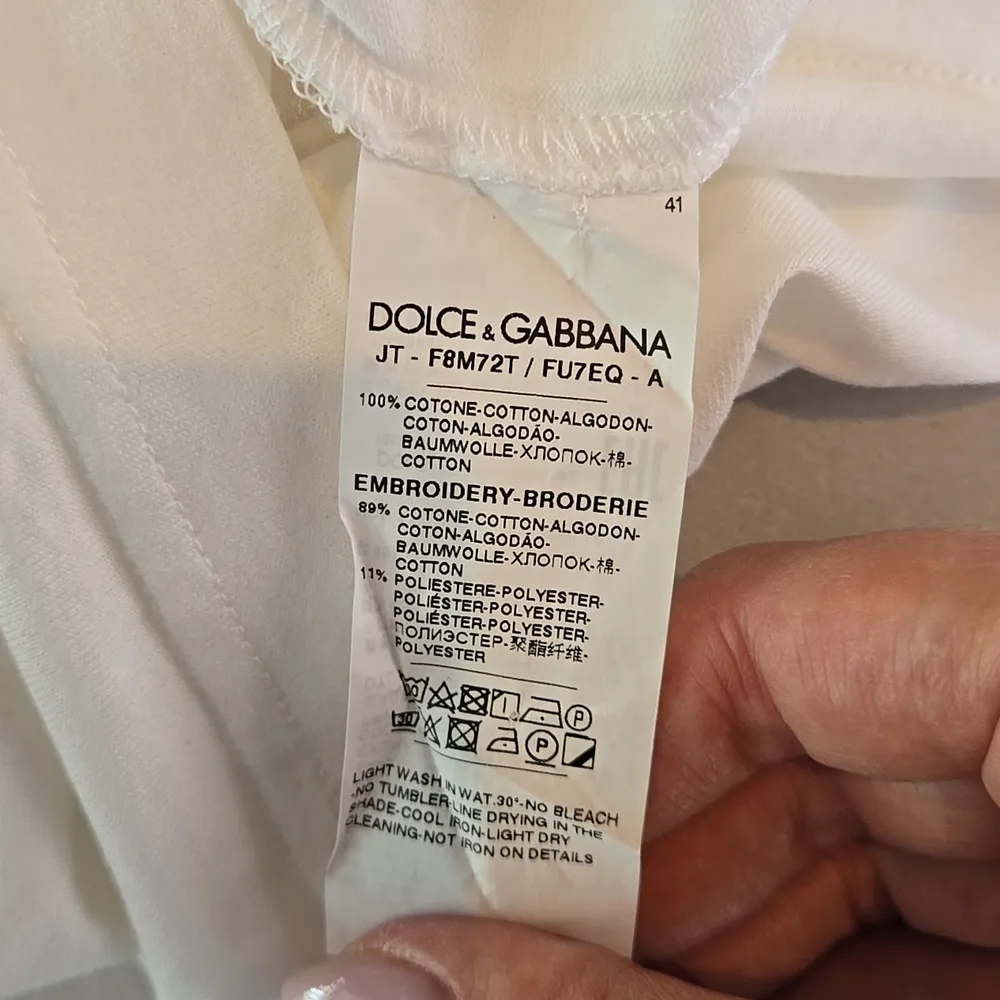 41
DOLCE & GABBANA
JT - F8M72T / FU7EQ - A
100% COTONE-COTTON-ALGODON-
COTON-ALGODÃO-
BAUMWOLLE-ХЛОПОК-棉-
COTTON
EMBROIDERY-BRODERIE
89% COTONE-COTTON-ALGODON-
COTON-ALGODÃO-
BAUMWOLLE-ХЛОПОК-棉-
COTTON
11% POLIESTERE-POLYESTER-
POLIÉSTER-POLYESTER-
POLIÉSTER-POLYESTER-
ПОЛИЭСТЕР-聚酯纤维-
POLYESTER
P
30 P
LIGHT WASH IN WAT.30°-NO BLEACH
-NO TUMBLER-LINE DRYING IN THE
SHADE-COOL IRON-LIGHT DRY
CLEANING-NOT IRON ON DETAILS